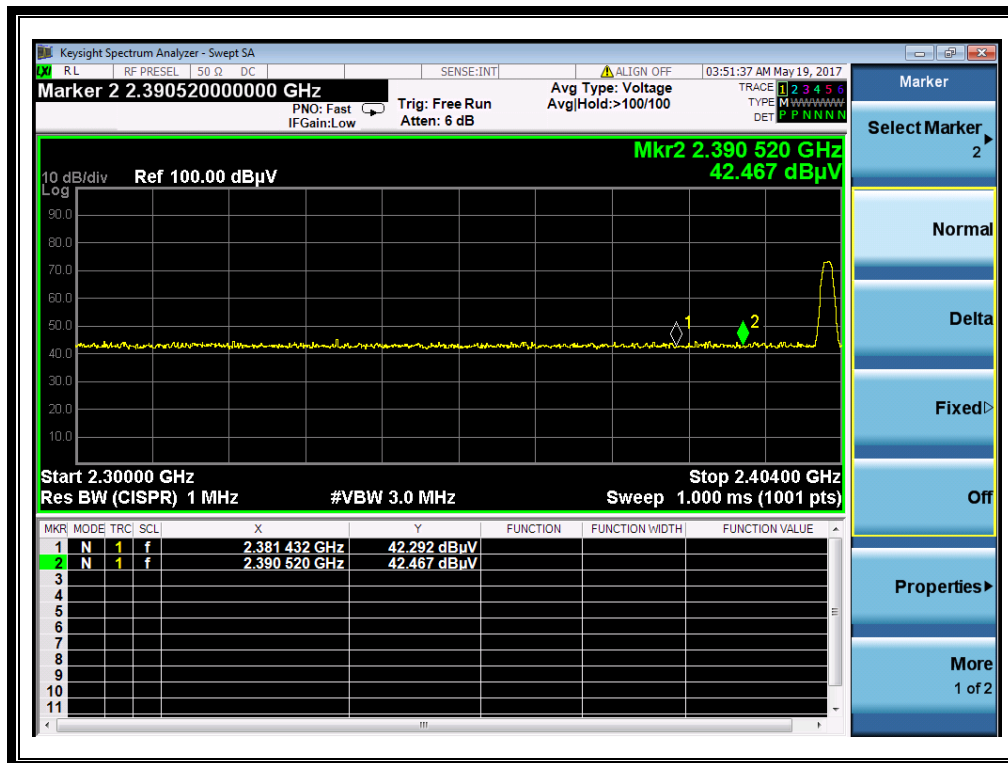 Keysight Spectrum Analyzer - Swept SA
LXI RL RF PRESEL 50 Ω DC SENSE:INT ALIGN OFF 03:51:37 AM May 19, 2017
Marker 2 2.390520000000 GHz
PNO: Fast
IFGain:Low
Trig: Free Run
Atten: 6 dB
Avg Type: Voltage
Avg|Hold:>100/100
TRACE 1 2 3 4 5 6
TYPE M WWWWW
DET P P N N N N
Mkr2 2.390 520 GHz
42.467 dBµV
10 dB/div Ref 100.00 dBµV
Log
90.0
80.0
70.0
60.0
50.0
40.0
30.0
20.0
10.0
1
2
Start 2.30000 GHz Stop 2.40400 GHz
Res BW (CISPR) 1 MHz #VBW 3.0 MHz Sweep 1.000 ms (1001 pts)
MKR MODE TRC SCL X Y FUNCTION FUNCTION WIDTH FUNCTION VALUE
1 N 1 f 2.381 432 GHz 42.292 dBµV
2 N 1 f 2.390 520 GHz 42.467 dBµV
3
4
5
6
7
8
9
10
11
Marker
Select Marker
2
Normal
Delta
Fixed
Off
Properties
More
1 of 2